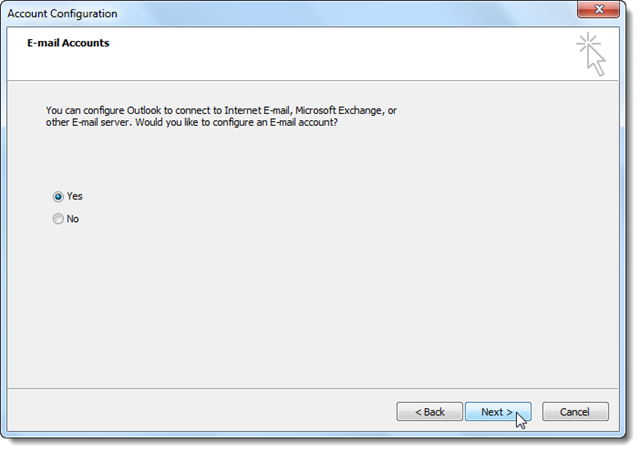 Account Configuration
E-mail Accounts
You can configure Outlook to connect to Internet E-mail, Microsoft Exchange, or
other E-mail server. Would you like to configure an E-mail account?
Yes
No
< Back
Next >
Cancel